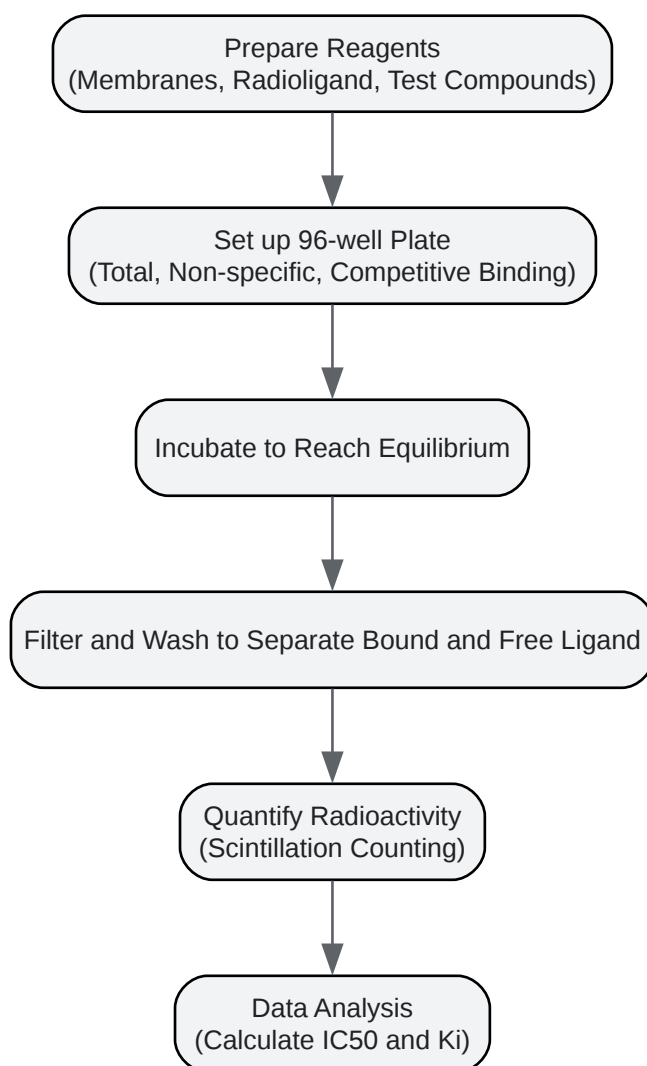 Prepare Reagents
(Membranes, Radioligand, Test Compounds)
Set up 96-well Plate
(Total, Non-specific, Competitive Binding)
Incubate to Reach Equilibrium
Filter and Wash to Separate Bound and Free Ligand
Quantify Radioactivity
(Scintillation Counting)
Data Analysis
(Calculate IC50 and Ki)